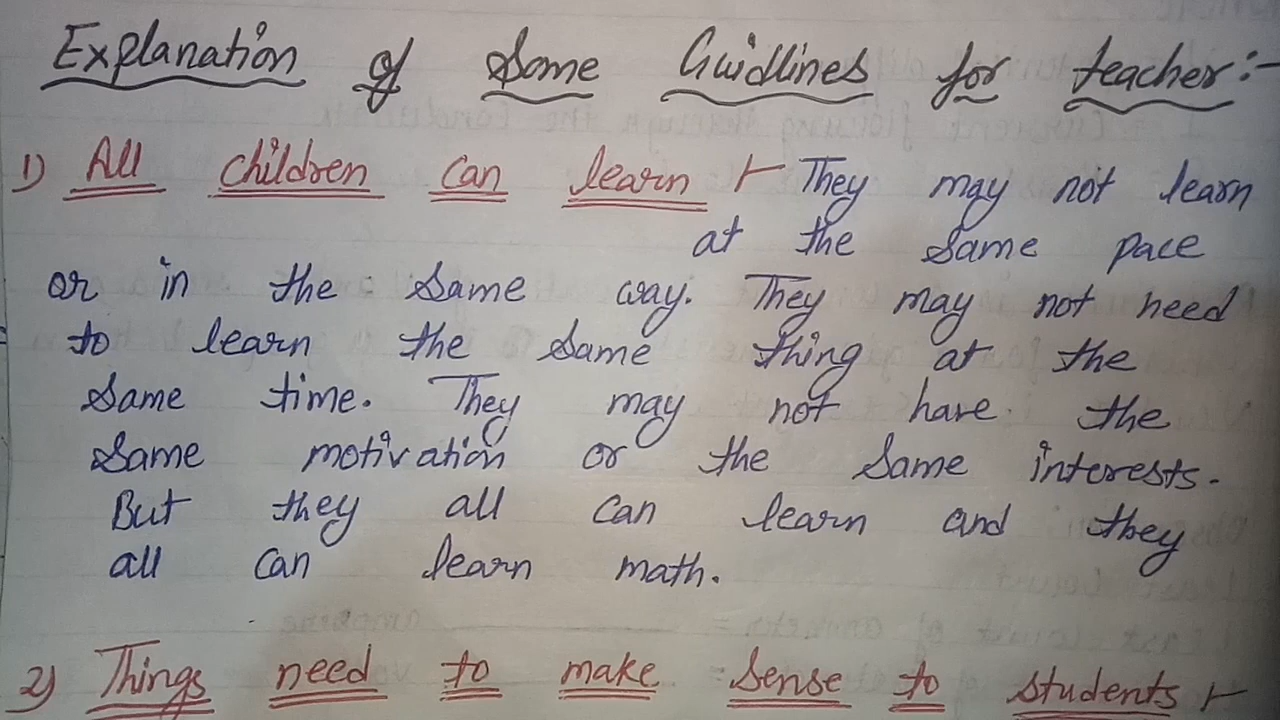 Explanation of Some Guidlines for teacher:-
1) All children can learn :- They may not learn
at the same pace
or in the same way. They may not need
to learn the same thing at the
same time. They may not have the
same motivation or the same interests.
But they all can learn and they
all can learn math.
2) Things need to make sense to students :-